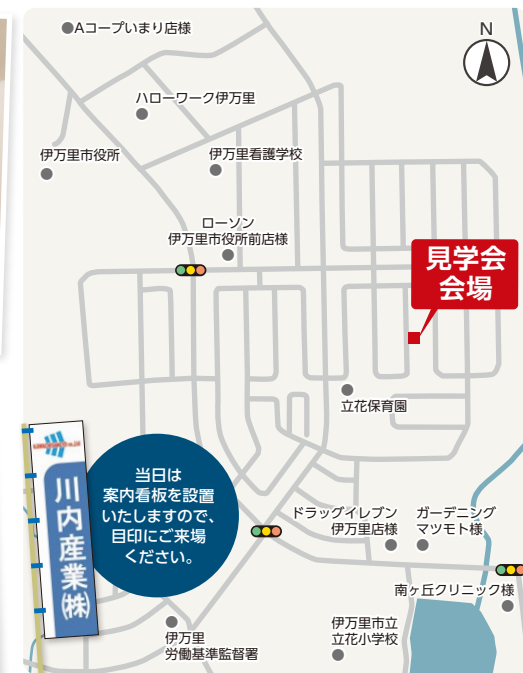 Aコープいまり店様
N
ハローワーク伊万里
伊万里市役所
伊万里看護学校
ローソン
伊万里市役所前店様
見学会
会場
立花保育園
川内産業㈱
当日は
案内看板を設置
いたしますので、
目印にご来場
ください。
ドラッグイレブン
伊万里店様
ガーデニング
マツモト様
南ヶ丘クリニック様
伊万里
労働基準監督署
伊万里市立
立花小学校